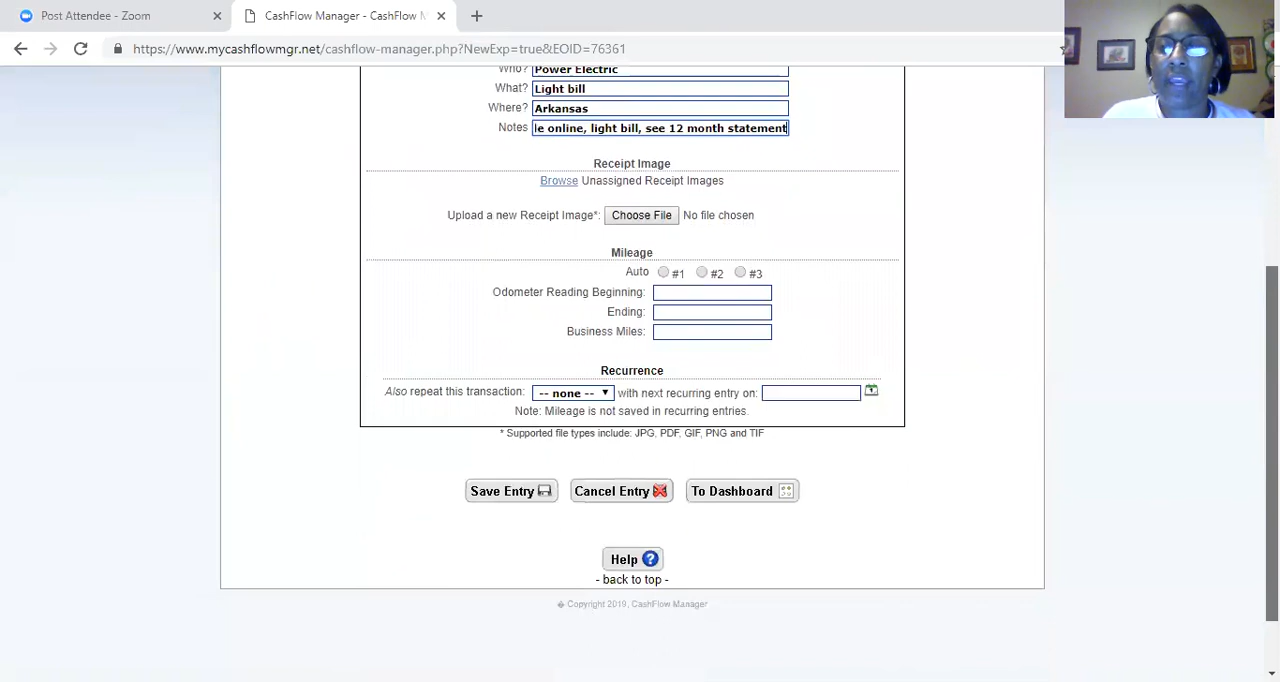 Post Attendee - Zoom
CashFlow Manager - CashFlow M
https://www.mycashflowmgr.net/cashflow-manager.php?NewExp=true&EOID=76361
Who? Power Electric
What? Light bill
Where? Arkansas
Notes le online, light bill, see 12 month statement
Receipt Image
Browse Unassigned Receipt Images
Upload a new Receipt Image*: Choose File No file chosen
Mileage
Auto #1 #2 #3
Odometer Reading Beginning:
Ending:
Business Miles:
Recurrence
Also repeat this transaction: -- none -- with next recurring entry on:
Note: Mileage is not saved in recurring entries.
* Supported file types include: JPG, PDF, GIF, PNG and TIF
Save Entry Cancel Entry To Dashboard
Help ?
- back to top -
� Copyright 2019, CashFlow Manager